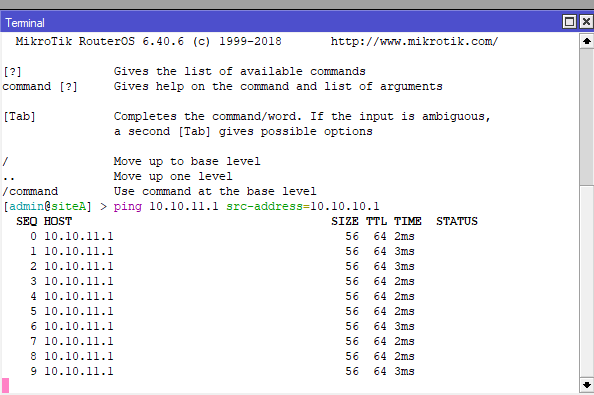 Terminal
MikroTik RouterOS 6.40.6 (c) 1999-2018       http://www.mikrotik.com/
[?]             Gives the list of available commands
command [?]     Gives help on the command and list of arguments
[Tab]           Completes the command/word. If the input is ambiguous,
                a second [Tab] gives possible options
/               Move up to base level
..              Move up one level
/command        Use command at the base level
[admin@siteA] > ping 10.10.11.1 src-address=10.10.10.1
  SEQ HOST                                     SIZE TTL TIME  STATUS
    0 10.10.11.1                                 56  64 2ms
    1 10.10.11.1                                 56  64 3ms
    2 10.10.11.1                                 56  64 3ms
    3 10.10.11.1                                 56  64 2ms
    4 10.10.11.1                                 56  64 2ms
    5 10.10.11.1                                 56  64 2ms
    6 10.10.11.1                                 56  64 3ms
    7 10.10.11.1                                 56  64 2ms
    8 10.10.11.1                                 56  64 2ms
    9 10.10.11.1                                 56  64 3ms